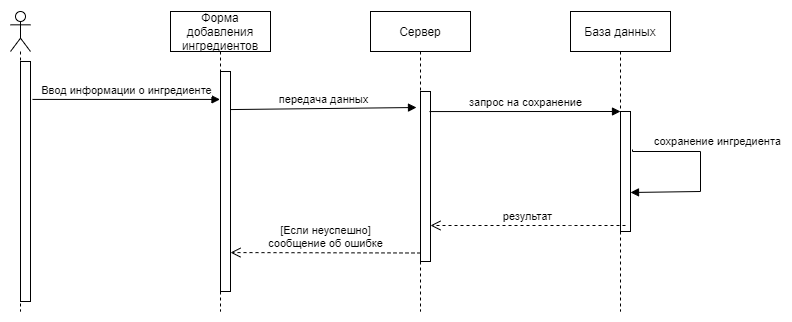 Форма
добавления
ингредиентов
Сервер
База данных
Ввод информации о ингредиенте
передача данных
запрос на сохранение
сохранение ингредиента
результат
[Если неуспешно]
сообщение об ошибке